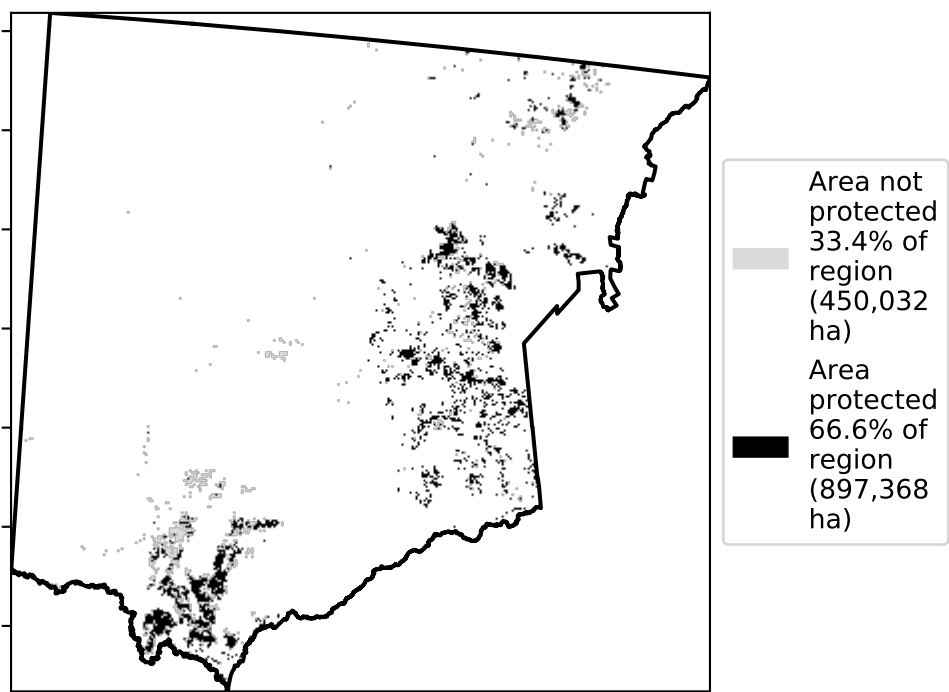 Area not
protected
33.4% of
region
(450,032
ha)
Area
protected
66.6% of
region
(897,368
ha)